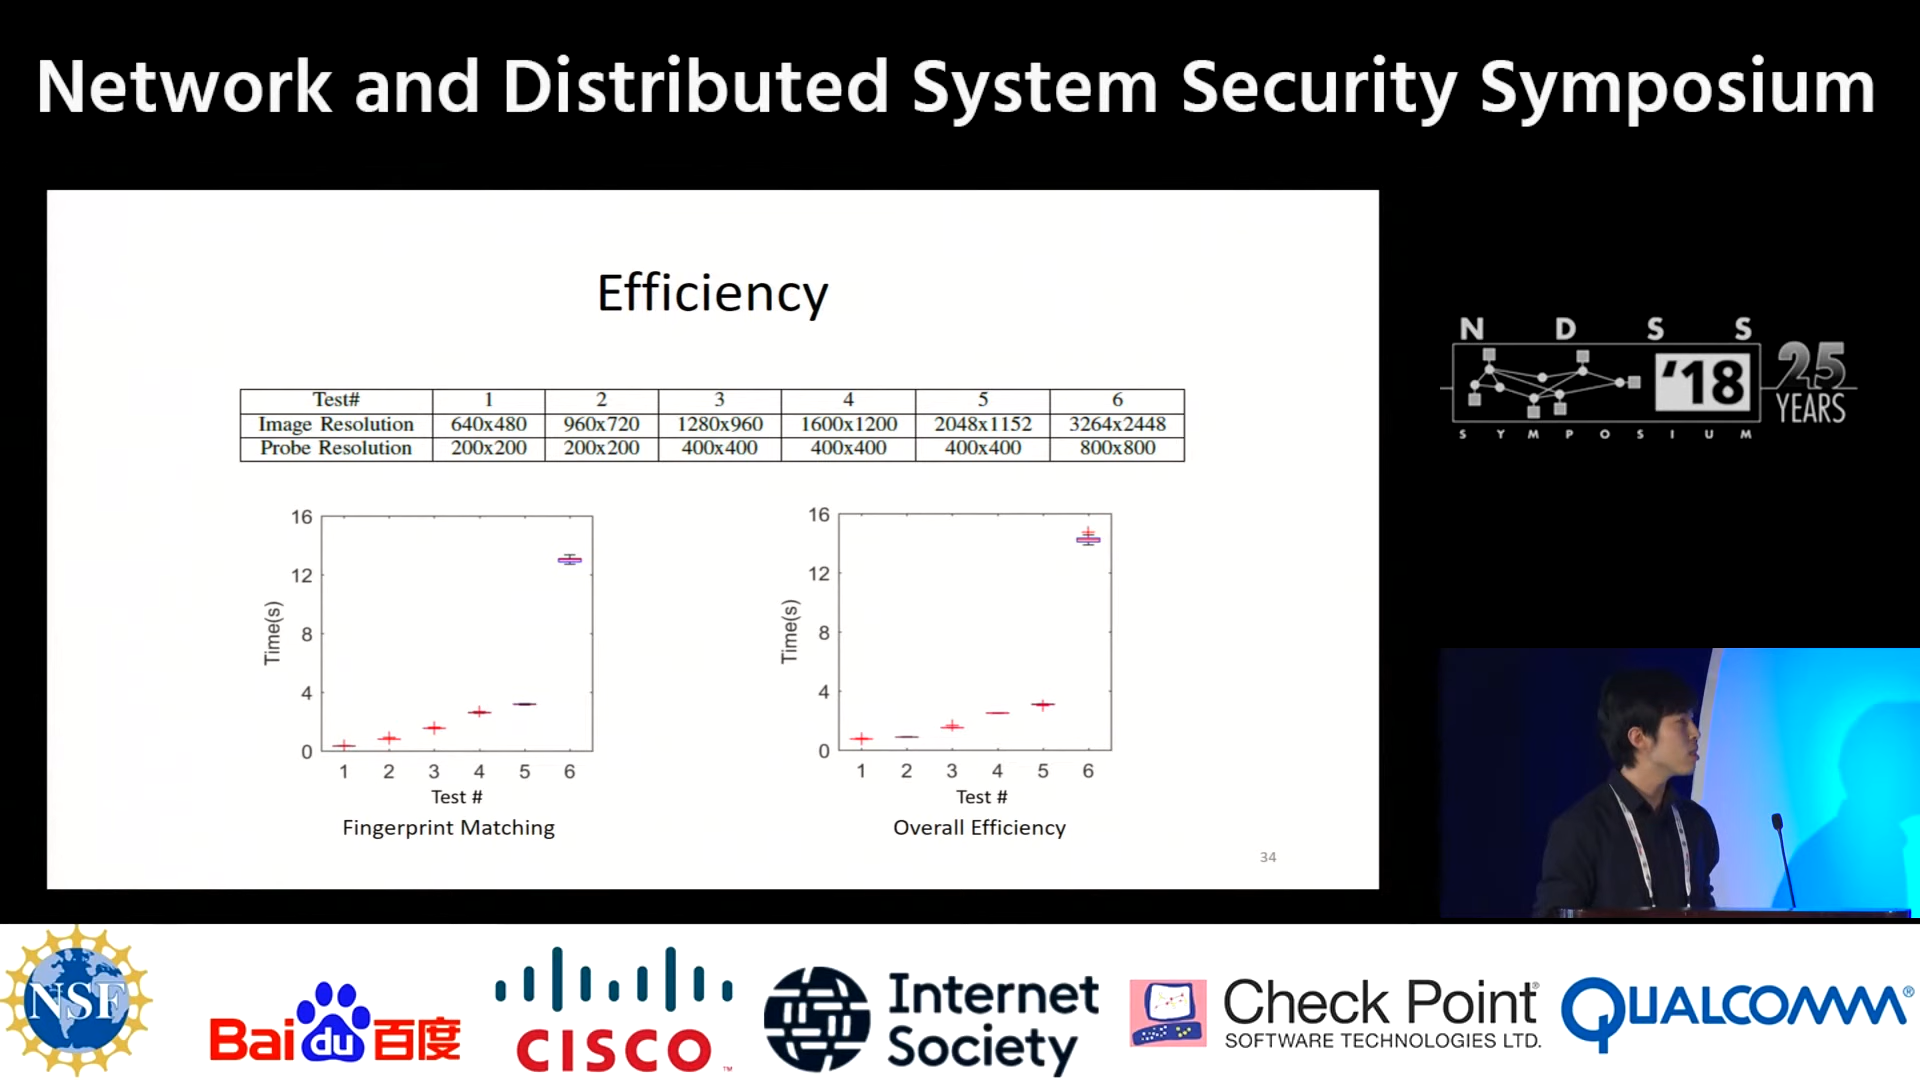 Network and Distributed System Security Symposium
Efficiency
Test# 1 2 3 4 5 6
Image Resolution 640x480 960x720 1280x960 1600x1200 2048x1152 3264x2448
Probe Resolution 200x200 200x200 400x400 400x400 400x400 800x800
16
12
8
4
0
Time(s)
1 2 3 4 5 6
Test #
Fingerprint Matching
16
12
8
4
0
Time(s)
1 2 3 4 5 6
Test #
Overall Efficiency
34
N D S S
'18
25
YEARS
S Y M P O S I U M
NSF
Bai du 百度
CISCO ™
Internet
Society
Check Point
SOFTWARE TECHNOLOGIES LTD.
QUALCOMM®